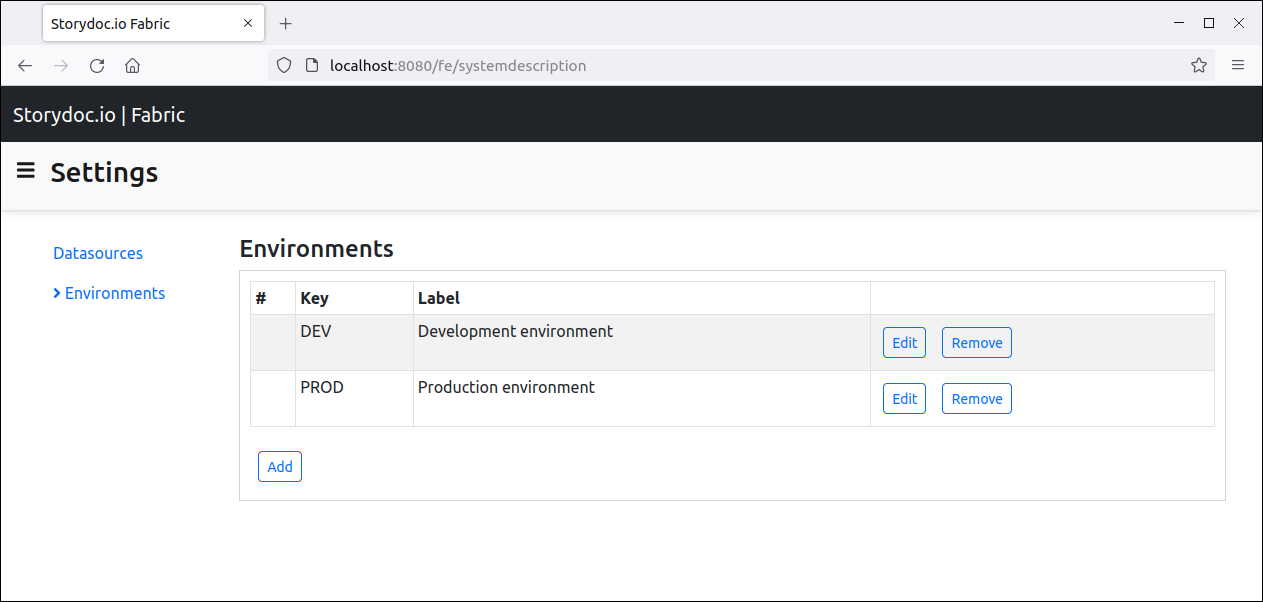 Storydoc.io Fabric
localhost:8080/fe/systemdescription
Storydoc.io | Fabric
Settings
Datasources
Environments
Environments
# Key Label
DEV Development environment Edit Remove
PROD Production environment Edit Remove
Add